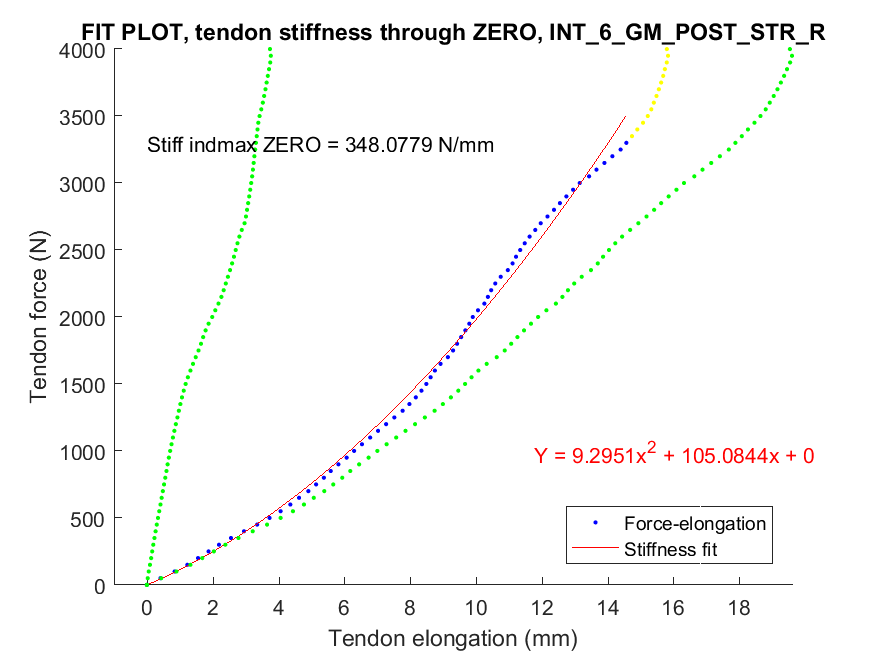 FIT PLOT, tendon stiffness through ZERO, INT_6_GM_POST_STR_R
4000
3500
Stiff indmax ZERO = 348.0779 N/mm
3000
2500
2000
1500
1000
500
0
Tendon force (N)
Y = 9.2951x² + 105.0844x + 0
Force-elongation
Stiffness fit
0 2 4 6 8 10 12 14 16 18
Tendon elongation (mm)